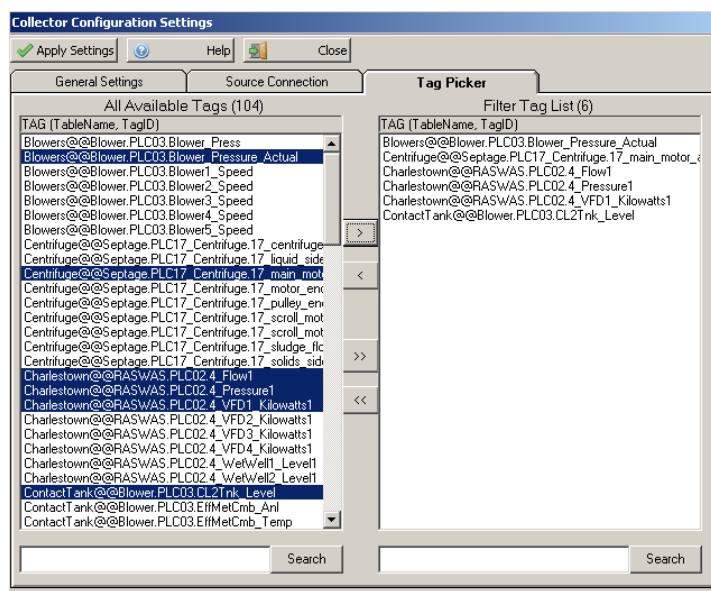 Collector Configuration Settings
Apply Settings Help Close
General Settings Source Connection Tag Picker
All Available Tags (104)
TAG (TableName, TagID)
Blowers@@Blower.PLC03.Blower_Press
Blowers@@Blower.PLC03.Blower_Pressure_Actual
Blowers@@Blower.PLC03.Blower1_Speed
Blowers@@Blower.PLC03.Blower2_Speed
Blowers@@Blower.PLC03.Blower3_Speed
Blowers@@Blower.PLC03.Blower4_Speed
Blowers@@Blower.PLC03.Blower5_Speed
Centrifuge@@Septage.PLC17_Centrifuge.17_centrifuge
Centrifuge@@Septage.PLC17_Centrifuge.17_liquid_side
Centrifuge@@Septage.PLC17_Centrifuge.17_main_moto
Centrifuge@@Septage.PLC17_Centrifuge.17_motor_en
Centrifuge@@Septage.PLC17_Centrifuge.17_pulley_en
Centrifuge@@Septage.PLC17_Centrifuge.17_scroll_mot
Centrifuge@@Septage.PLC17_Centrifuge.17_scroll_mot
Centrifuge@@Septage.PLC17_Centrifuge.17_sludge_flo
Centrifuge@@Septage.PLC17_Centrifuge.17_solids_sid
Charlestown@@RASWAS.PLC02.4_Flow1
Charlestown@@RASWAS.PLC02.4_Pressure1
Charlestown@@RASWAS.PLC02.4_VFD1_Kilowatts1
Charlestown@@RASWAS.PLC02.4_VFD2_Kilowatts1
Charlestown@@RASWAS.PLC02.4_VFD3_Kilowatts1
Charlestown@@RASWAS.PLC02.4_VFD4_Kilowatts1
Charlestown@@RASWAS.PLC02.4_WetWell1_Level1
Charlestown@@RASWAS.PLC02.4_WetWell2_Level1
ContactTank@@Blower.PLC03.CL2Tnk_Level
ContactTank@@Blower.PLC03.EffMetCmb_Anl
ContactTank@@Blower.PLC03.EffMetCmb_Temp
Search
>
<
>>
<<
Filter Tag List (6)
TAG (TableName, TagID)
Blowers@@Blower.PLC03.Blower_Pressure_Actual
Centrifuge@@Septage.PLC17_Centrifuge.17_main_motor_a
Charlestown@@RASWAS.PLC02.4_Flow1
Charlestown@@RASWAS.PLC02.4_Pressure1
Charlestown@@RASWAS.PLC02.4_VFD1_Kilowatts1
ContactTank@@Blower.PLC03.CL2Tnk_Level
Search